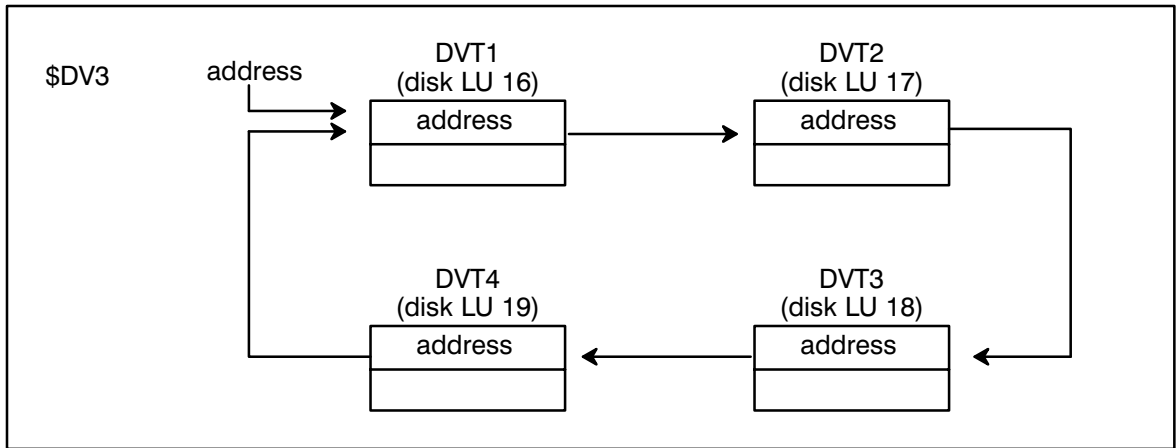 $DV3
address
DVT1
(disk LU 16)
address
DVT2
(disk LU 17)
address
DVT4
(disk LU 19)
address
DVT3
(disk LU 18)
address